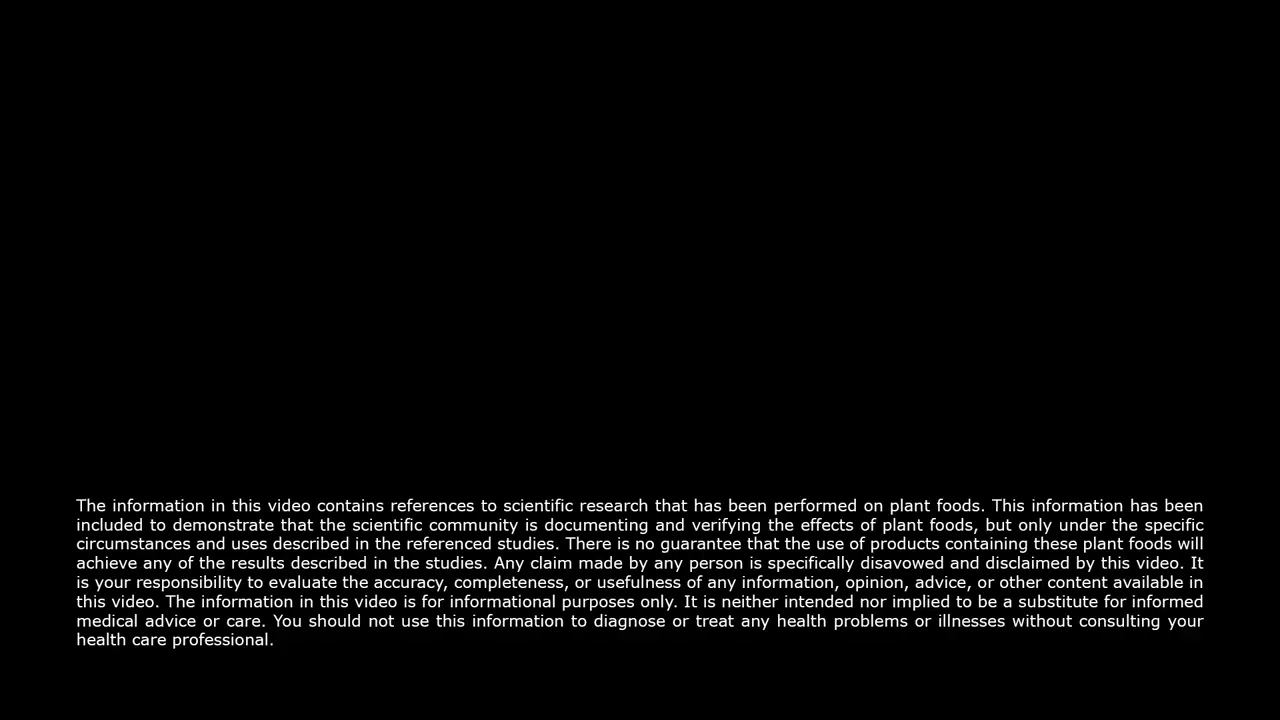 The information in this video contains references to scientific research that has been performed on plant foods. This information has been
included to demonstrate that the scientific community is documenting and verifying the effects of plant foods, but only under the specific
circumstances and uses described in the referenced studies. There is no guarantee that the use of products containing these plant foods will
achieve any of the results described in the studies. Any claim made by any person is specifically disavowed and disclaimed by this video. It
is your responsibility to evaluate the accuracy, completeness, or usefulness of any information, opinion, advice, or other content available in
this video. The information in this video is for informational purposes only. It is neither intended nor implied to be a substitute for informed
medical advice or care. You should not use this information to diagnose or treat any health problems or illnesses without consulting your
health care professional.